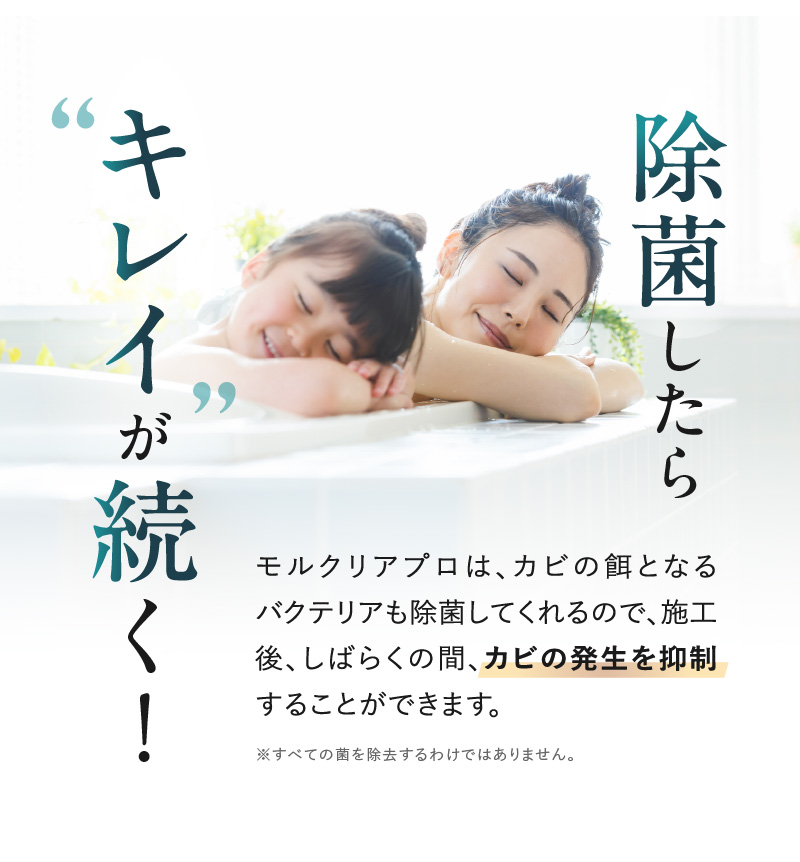 除菌したら
“キレイ”が続く！
モルクリアプロは、カビの餌となる
バクテリアも除菌してくれるので、施工
後、しばらくの間、カビの発生を抑制
することができます。
※すべての菌を除去するわけではありません。